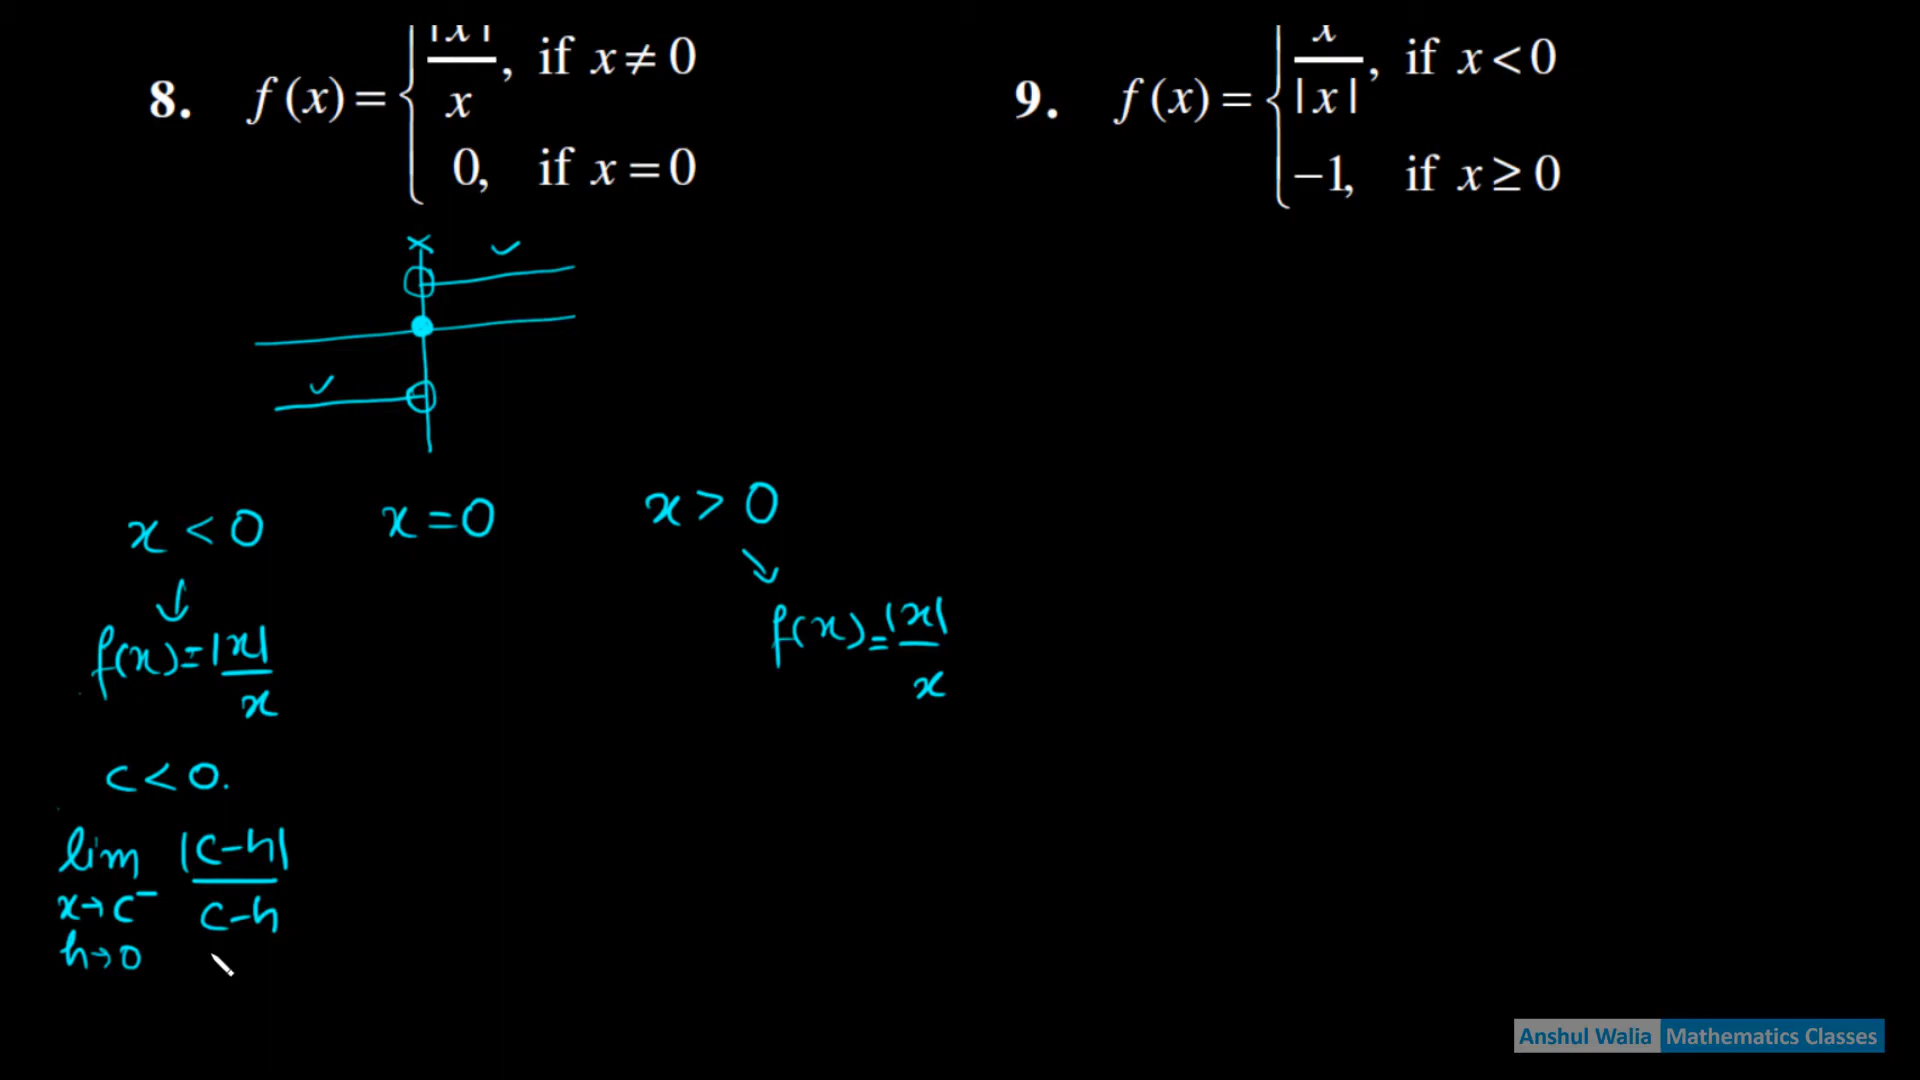 8. f(x) = { |x|/x, if x ≠ 0
0, if x = 0
9. f(x) = { x/|x|, if x < 0
−1, if x ≥ 0
x < 0 x = 0 x > 0
f(x) = |x|/x f(x) = |x|/x
c < 0.
lim |c-h|/c-h
x→c⁻
h→0
Anshul Walia Mathematics Classes